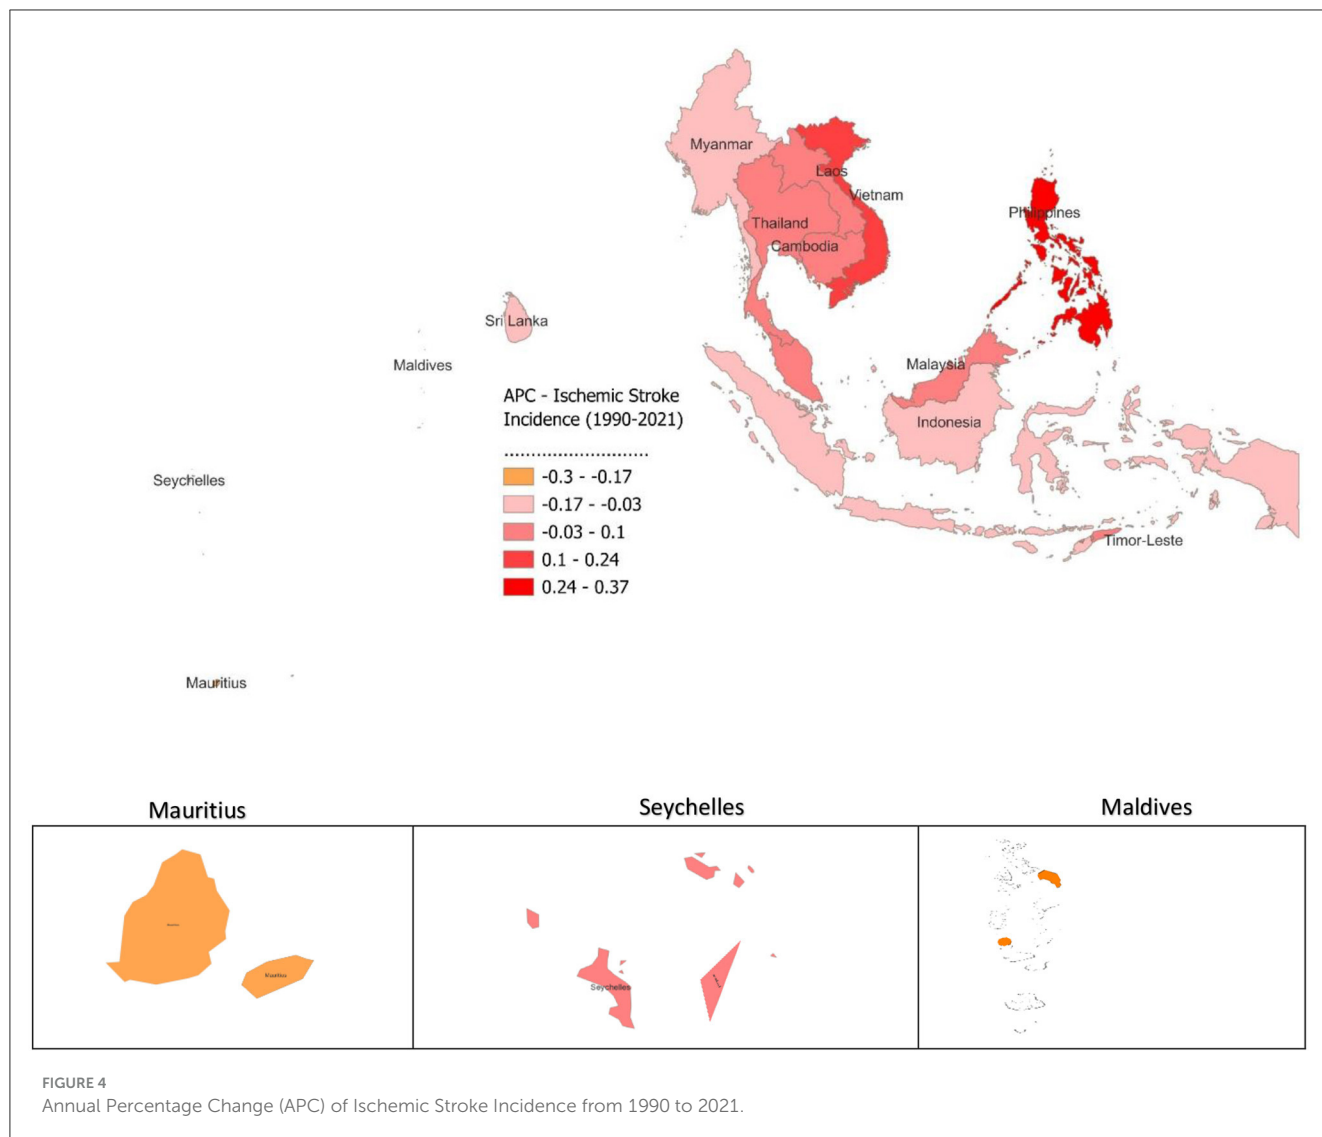 Myanmar
Laos
Vietnam
Thailand
Cambodia
Philippines
Sri Lanka
Maldives
Malaysia
Indonesia
Seychelles
Timor-Leste
Mauritius
APC - Ischemic Stroke
Incidence (1990-2021)
-0.3 - -0.17
-0.17 - -0.03
-0.03 - 0.1
0.1 - 0.24
0.24 - 0.37
Mauritius
Seychelles
Maldives
Mauritius
Seychelles
FIGURE 4
Annual Percentage Change (APC) of Ischemic Stroke Incidence from 1990 to 2021.